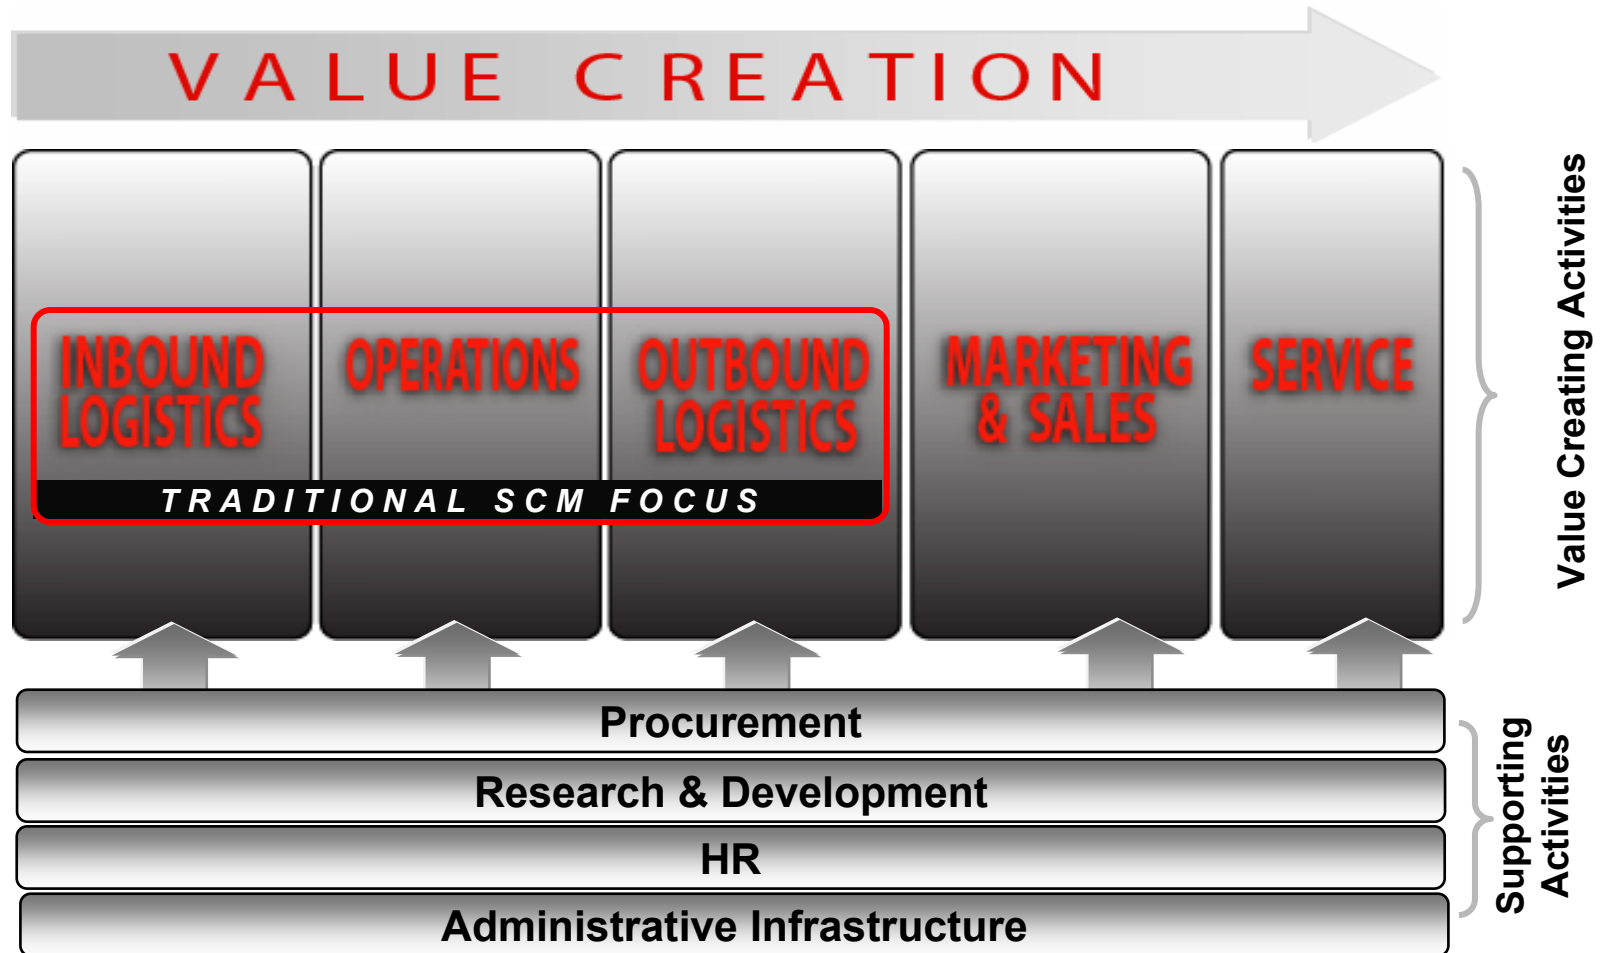 VALUE CREATION
INBOUND
LOGISTICS
OPERATIONS
OUTBOUND
LOGISTICS
MARKETING
& SALES
SERVICE
TRADITIONAL SCM FOCUS
Value Creating Activities
Procurement
Research & Development
HR
Administrative Infrastructure
Supporting
Activities